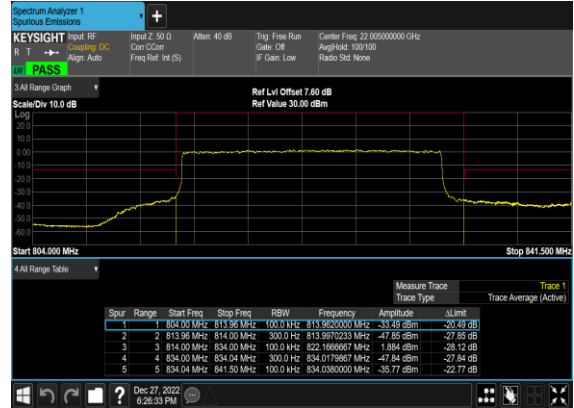 Spectrum Analyzer 1
Spurious Emissions
KEYSIGHT Input: RF Input Z: 50 Ω Atten: 40 dB Trig: Free Run Center Freq: 22.005000000 GHz
R T Coupling: DC Corr CCorr Gate: Off Avg|Hold: 100/100
Align: Auto Freq Ref: Int (S) IF Gain: Low Radio Std: None
PASS
3 All Range Graph
Ref Lvl Offset 7.60 dB
Scale/Div 10.0 dB Ref Value 30.00 dBm
Log
20.0
10.0
0.00
-10.0
-20.0
-30.0
-40.0
-50.0
-60.0
Start 804.000 MHz Stop 841.500 MHz
4 All Range Table
Measure Trace Trace 1
Trace Type Trace Average (Active)
Spur Range Start Freq Stop Freq RBW Frequency Amplitude ΔLimit
1 1 804.00 MHz 813.96 MHz 100.0 kHz 813.9620000 MHz -33.49 dBm -20.49 dB
2 2 813.96 MHz 814.00 MHz 300.0 Hz 813.9970233 MHz -47.85 dBm -27.85 dB
3 3 814.00 MHz 834.00 MHz 100.0 kHz 822.1666667 MHz 1.884 dBm -28.12 dB
4 4 834.00 MHz 834.04 MHz 300.0 Hz 834.0179867 MHz -47.84 dBm -27.84 dB
5 5 834.04 MHz 841.50 MHz 100.0 kHz 834.0380000 MHz -35.77 dBm -22.77 dB
Dec 27, 2022
6:26:33 PM